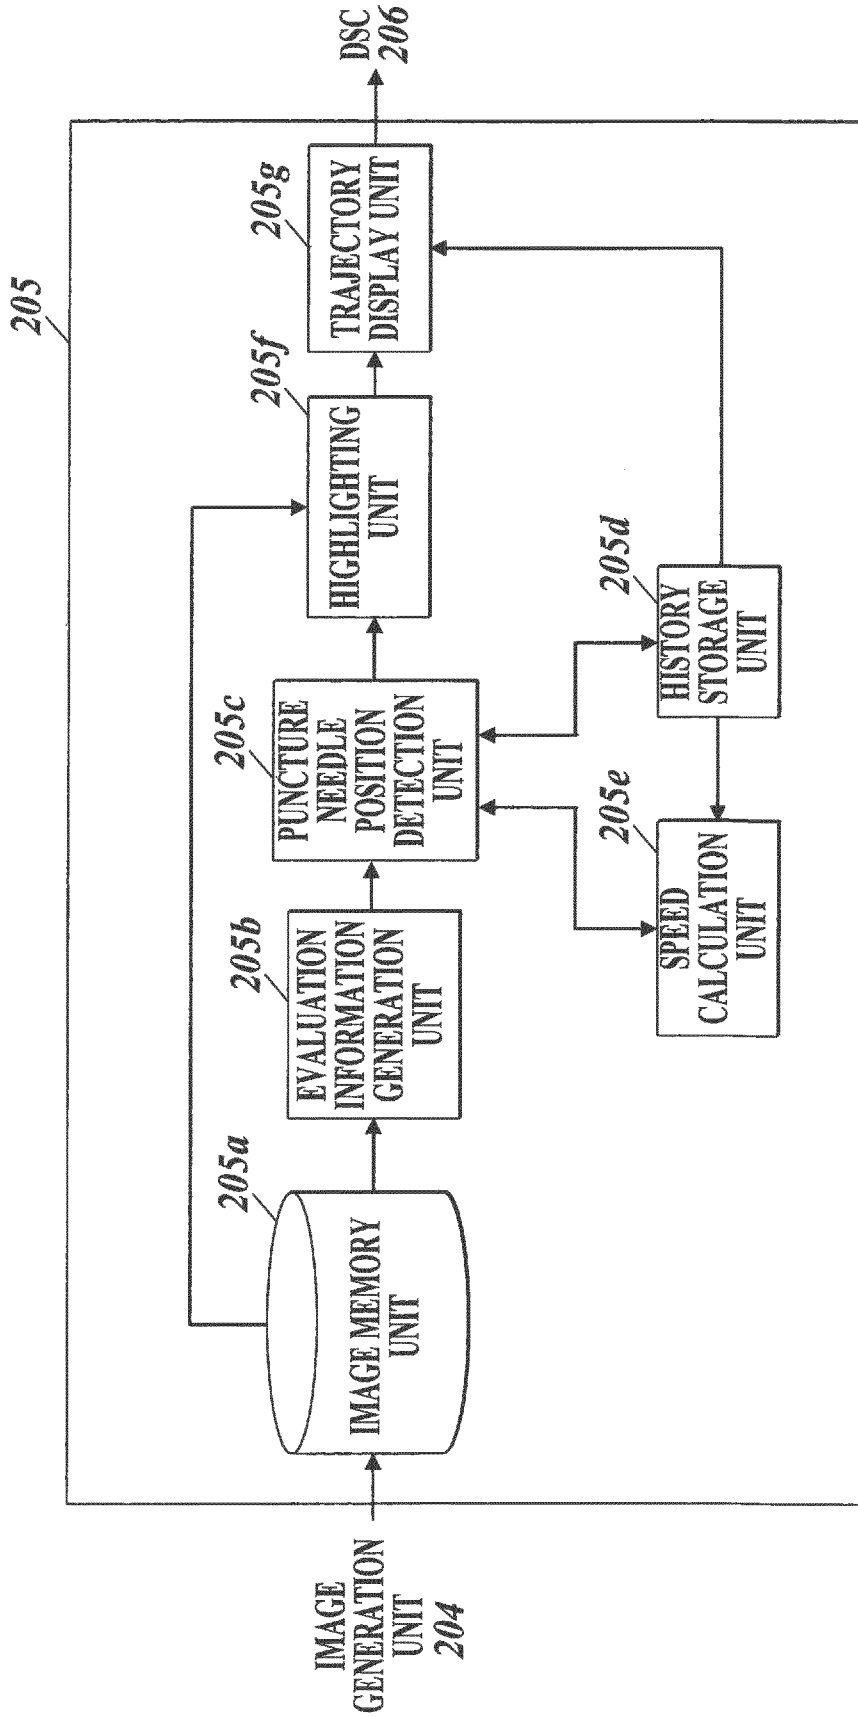 205
IMAGE
GENERATION
UNIT
204
205a
IMAGE MEMORY
UNIT
205b
EVALUATION
INFORMATION
GENERATION
UNIT
205c
PUNCTURE
NEEDLE
POSITION
DETECTION
UNIT
205f
HIGHLIGHTING
UNIT
205g
TRAJECTORY
DISPLAY UNIT
DSC
206
205e
SPEED
CALCULATION
UNIT
205d
HISTORY
STORAGE
UNIT